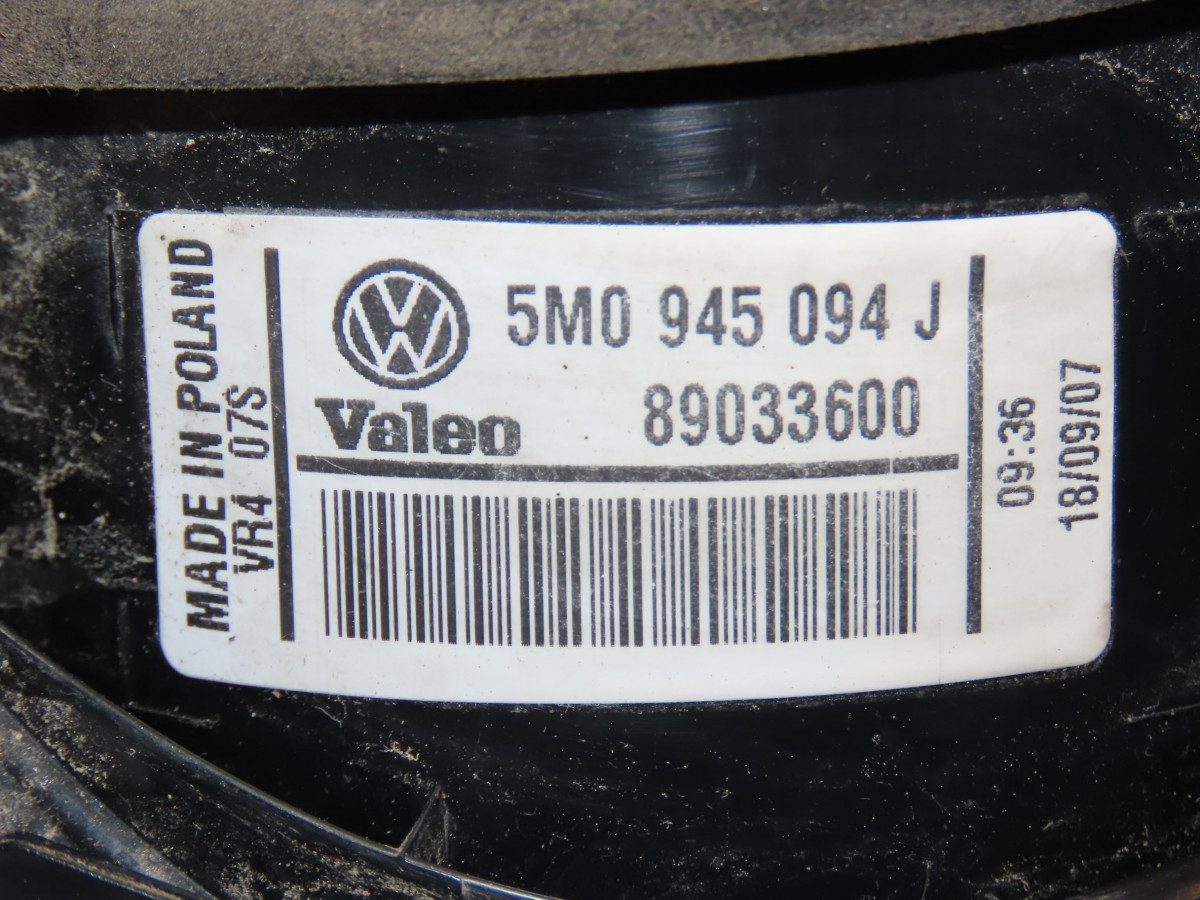 MADE IN POLAND
VR4 07S
5M0 945 094 J
Valeo
89033600
09:36
18/09/07